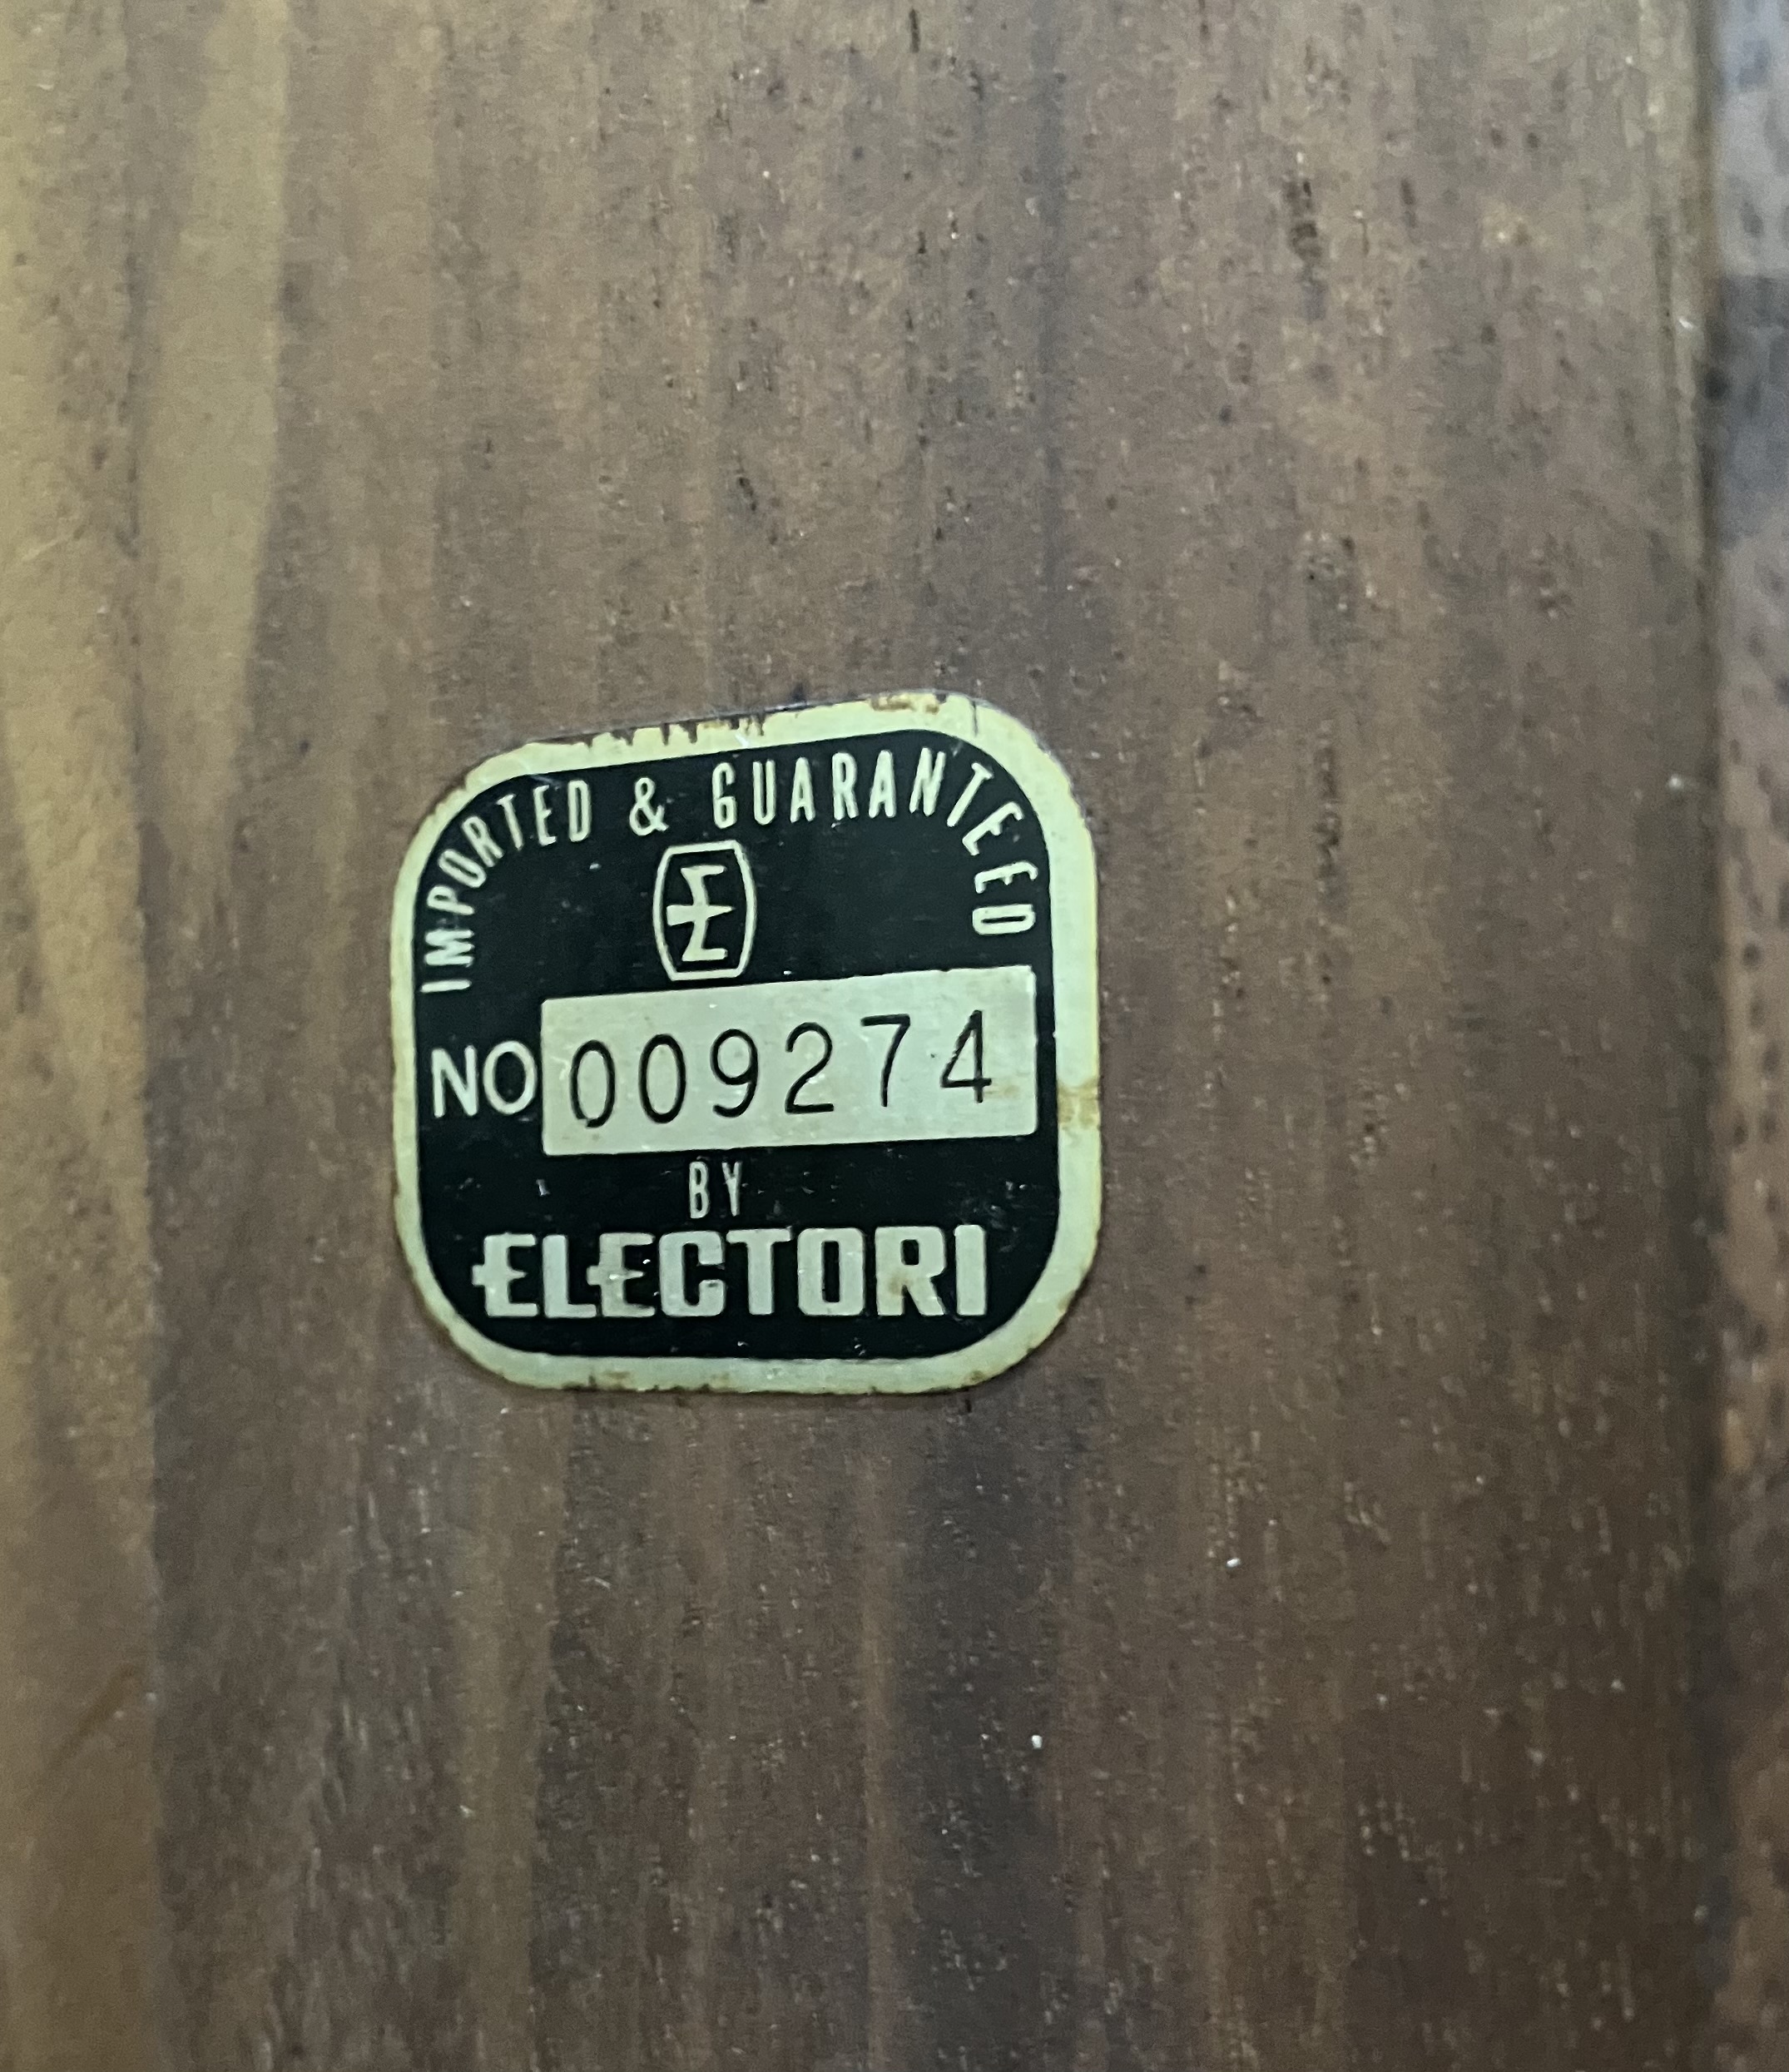 IMPORTED & GUARANTEED
E
NO 009274
BY
ELECTORI